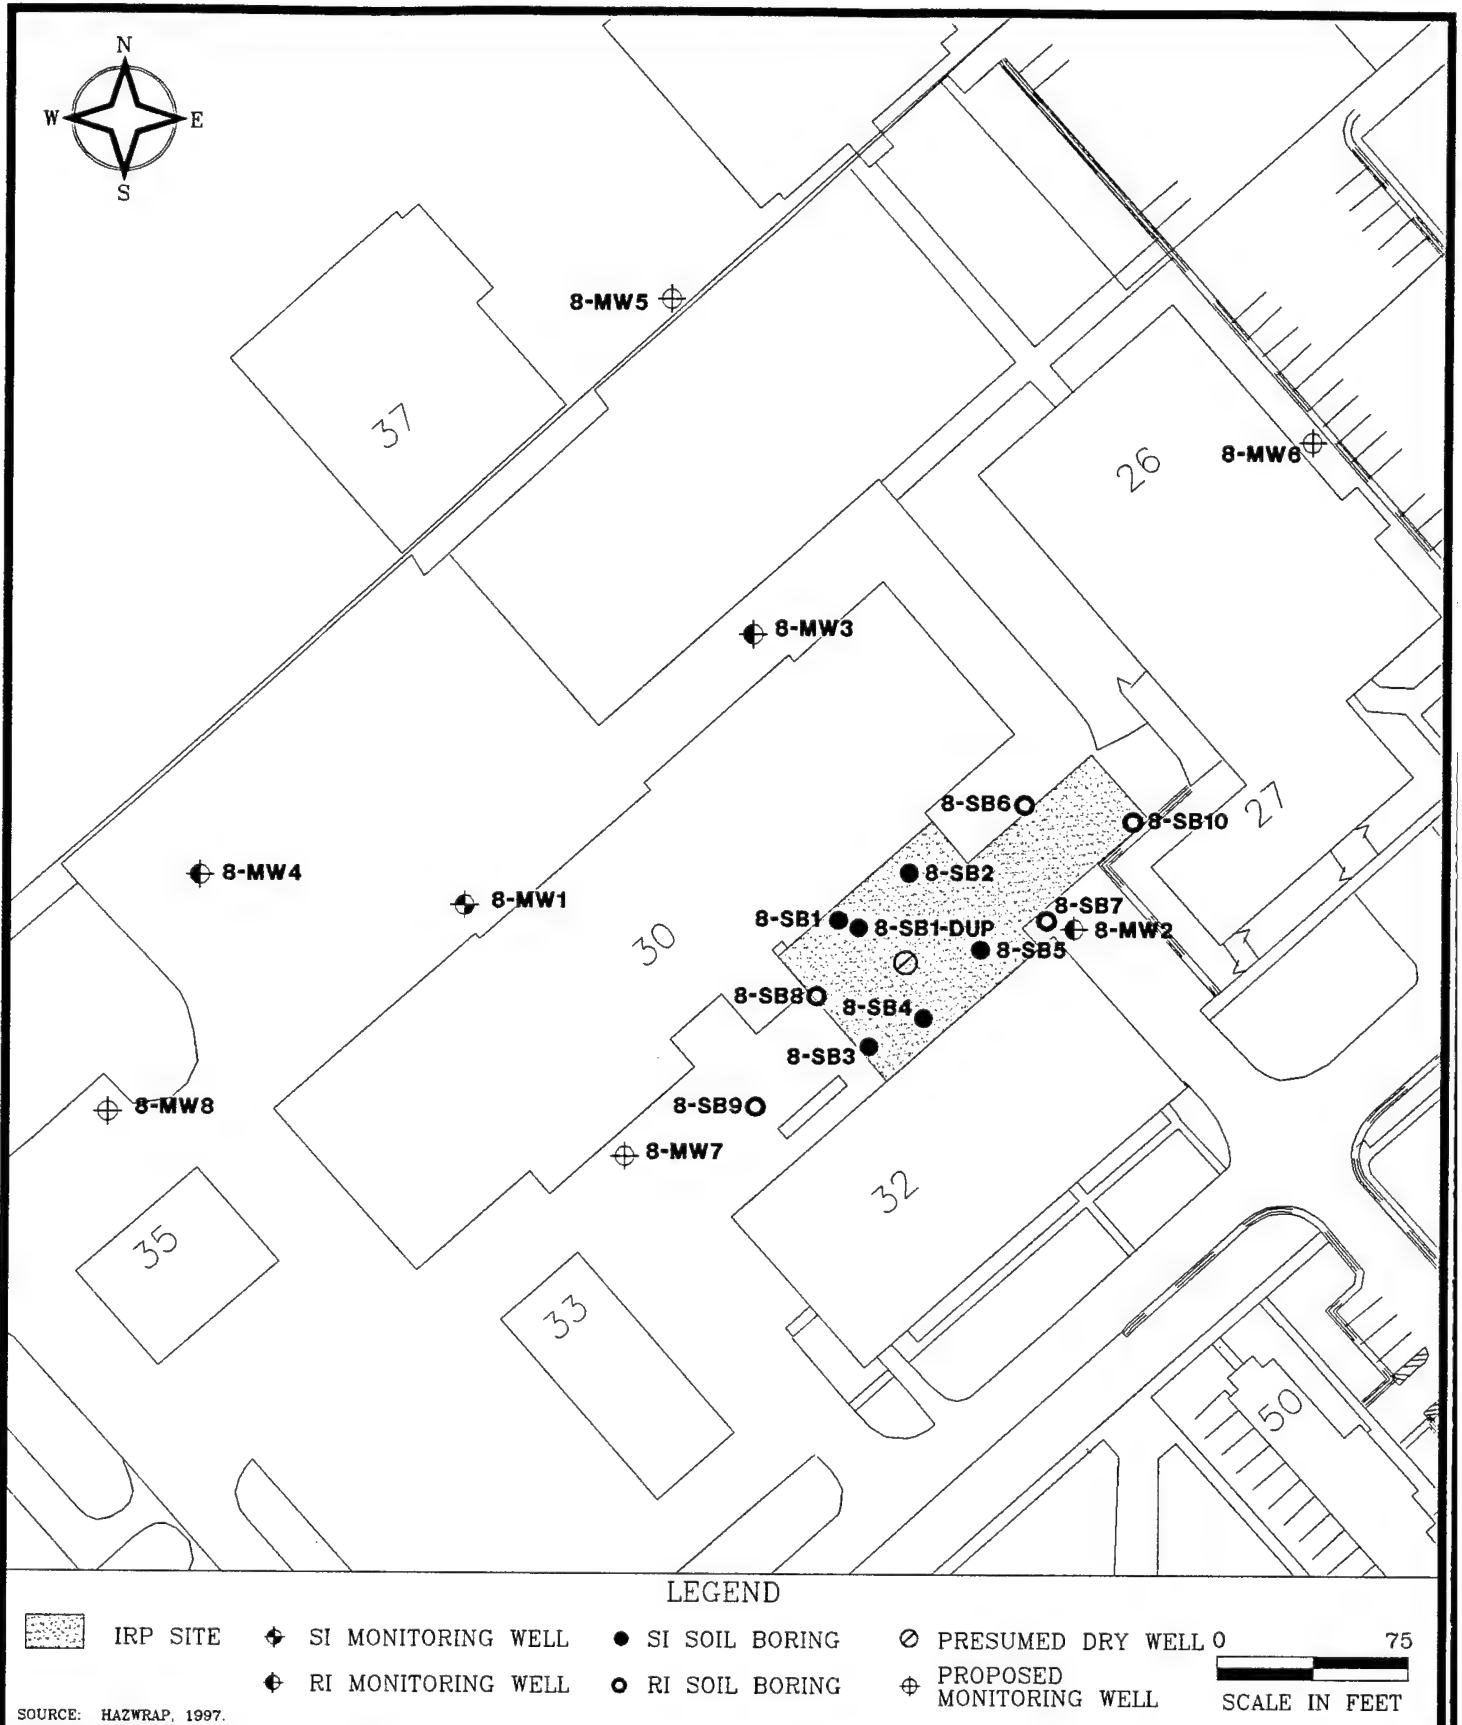 N
W E
S
8-MW5
37
26
8-MW6
8-MW3
8-SB6
8-SB10
27
8-MW4
8-SB2
8-MW1
8-SB1
8-SB1-DUP
8-SB7
8-MW2
30
8-SB5
8-SB8
8-SB4
8-SB3
8-MW8
8-SB9
8-MW7
32
35
33
50
LEGEND
IRP SITE
SI MONITORING WELL
RI MONITORING WELL
SI SOIL BORING
RI SOIL BORING
PRESUMED DRY WELL
PROPOSED
MONITORING WELL
0 75
SCALE IN FEET
SOURCE: HAZWRAP, 1997.